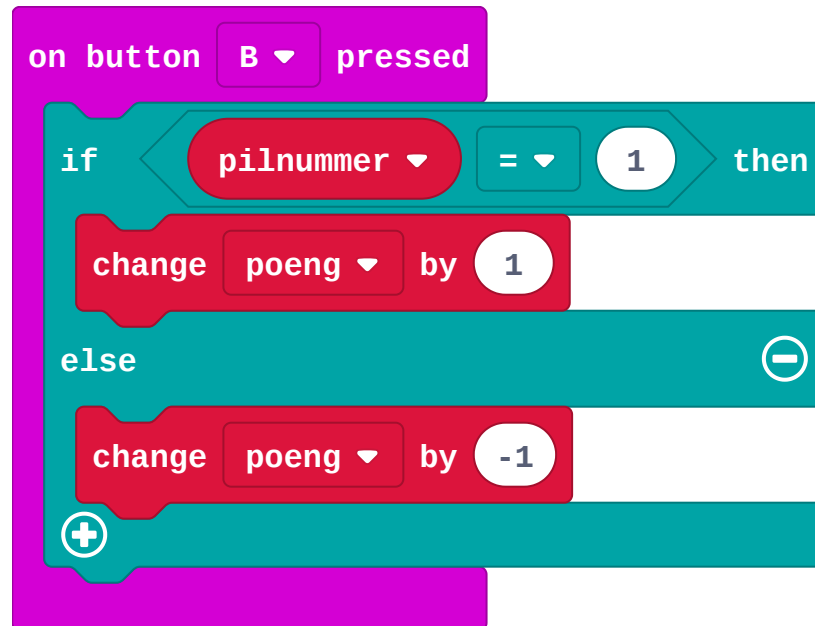 on button B pressed
if pilnummer = 1 then
change poeng by 1
else
change poeng by -1